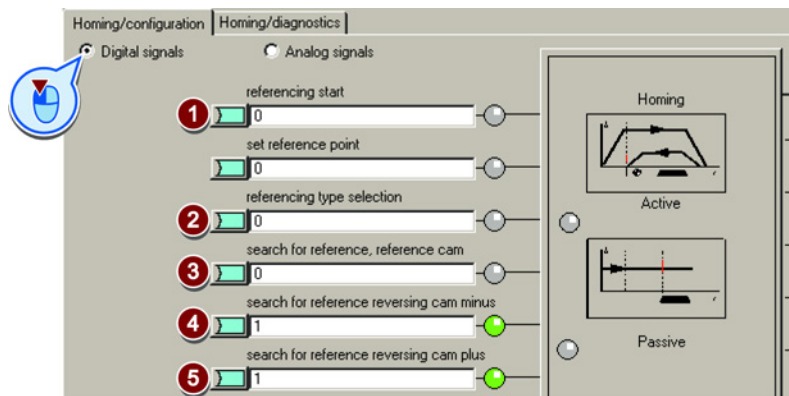 Homing/configuration Homing/diagnostics
Digital signals Analog signals
referencing start
1 0
set reference point
0
referencing type selection
2 0
search for reference, reference cam
3 0
search for reference reversing cam minus
4 1
search for reference reversing cam plus
5 1
Homing
Active
Passive